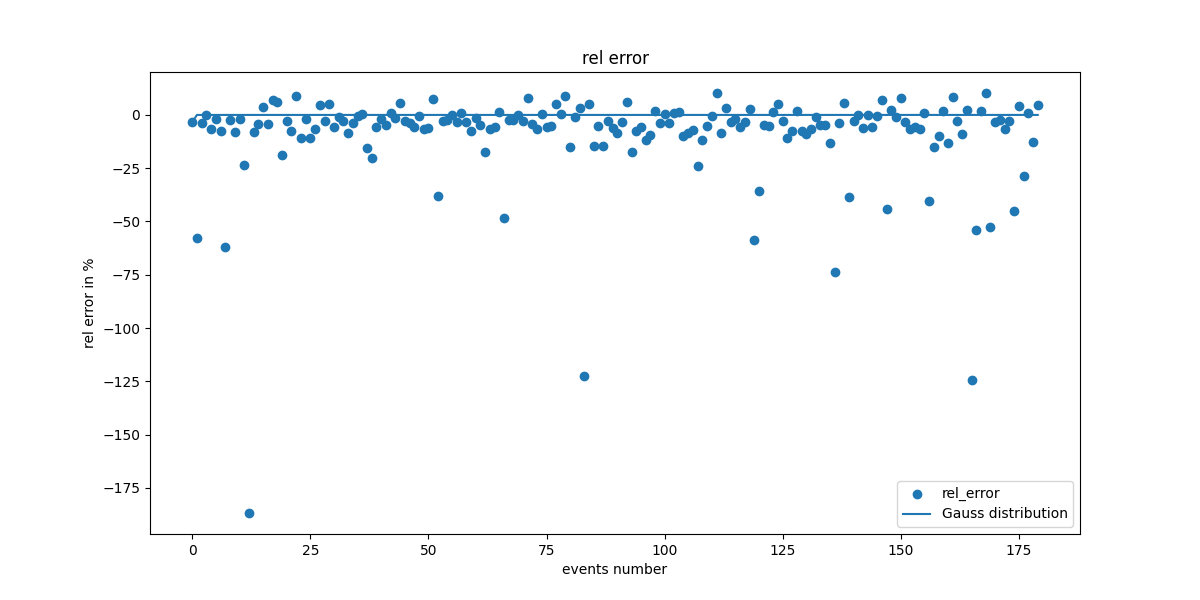 rel error
rel error in %
0
−25
−50
−75
−100
−125
−150
−175
rel_error
Gauss distribution
0 25 50 75 100 125 150 175
events number